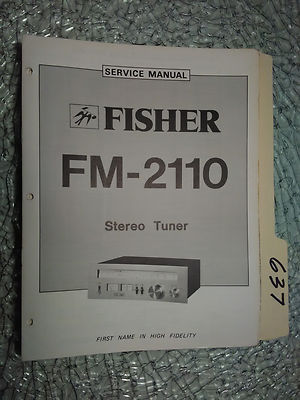 SERVICE MANUAL
FISHER
FM-2110
Stereo Tuner
637
FIRST NAME IN HIGH FIDELITY